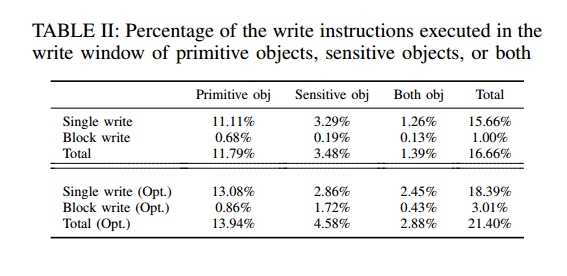 TABLE II: Percentage of the write instructions executed in the
write window of primitive objects, sensitive objects, or both
Primitive obj Sensitive obj Both obj Total
Single write 11.11% 3.29% 1.26% 15.66%
Block write 0.68% 0.19% 0.13% 1.00%
Total 11.79% 3.48% 1.39% 16.66%
Single write (Opt.) 13.08% 2.86% 2.45% 18.39%
Block write (Opt.) 0.86% 1.72% 0.43% 3.01%
Total (Opt.) 13.94% 4.58% 2.88% 21.40%